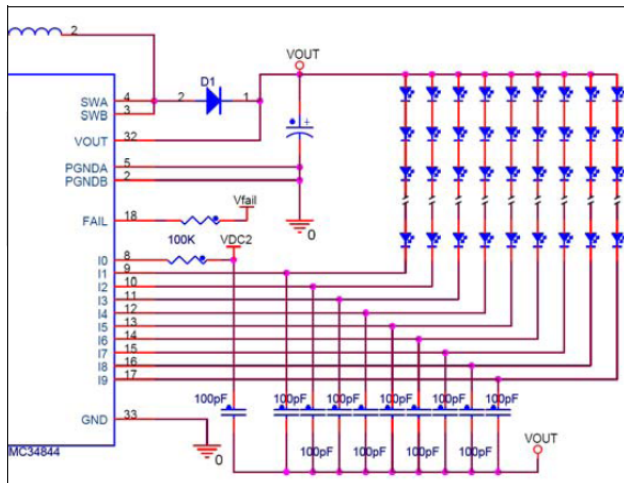 2
VOUT
D1
SWA 4 2 1
SWB 3
+
VOUT 32
PGNDA 5
PGNDB 2
Vfail
FAIL 18
0
100K VDC2
I0 8
I1 9
I2 10
I3 11
I4 12
I5 13
I6 14
I7 15
I8 16
I9 17
100pF 100pF 100pF 100pF 100pF
GND 33
VOUT
MC34844
0
100pF 100pF 100pF 100pF